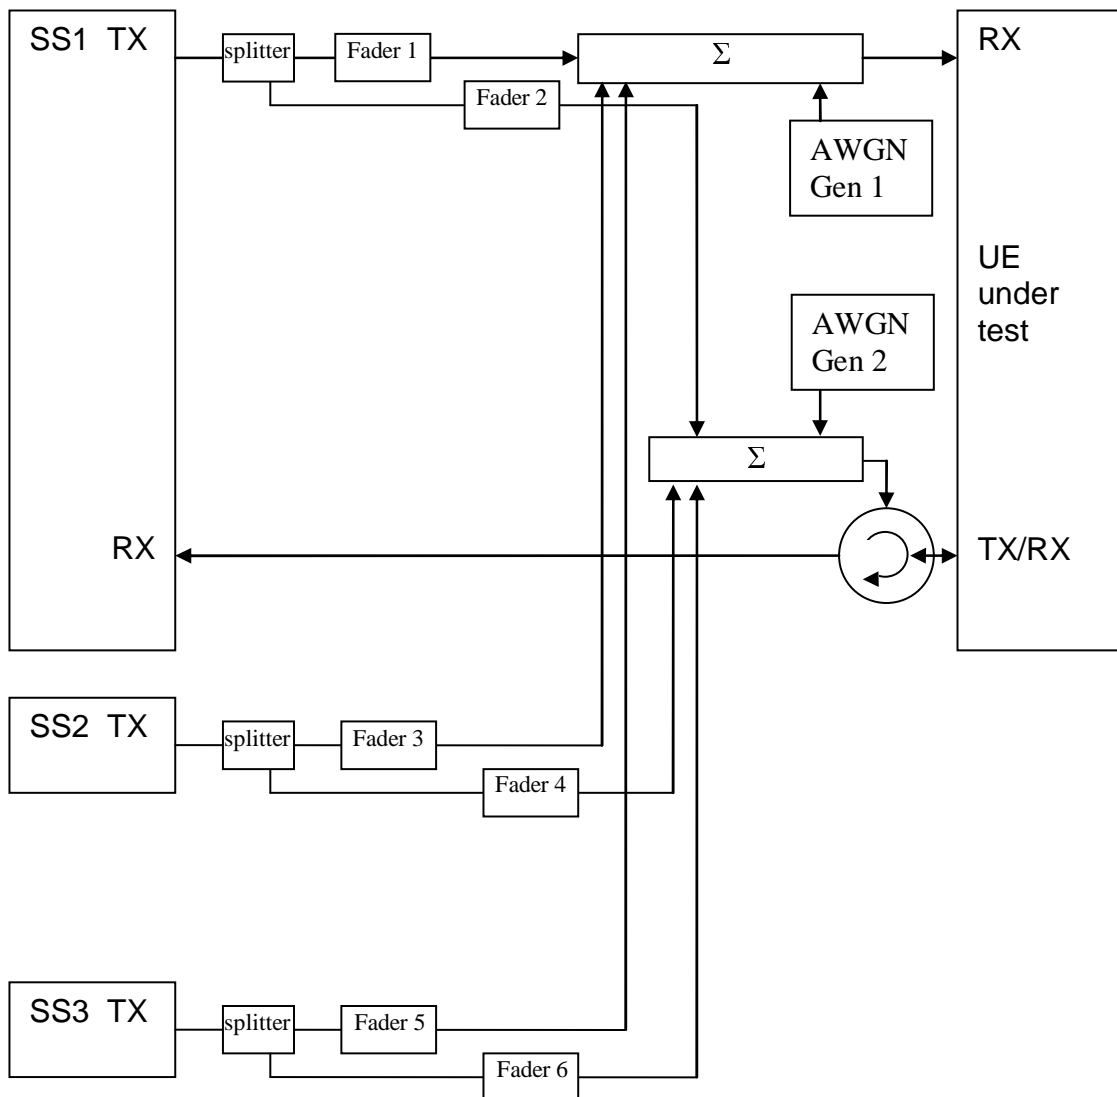 SS1 TX
splitter
Fader 1
Σ
RX
Fader 2
AWGN
Gen 1
UE
under
test
AWGN
Gen 2
Σ
RX
TX/RX
SS2 TX
splitter
Fader 3
Fader 4
SS3 TX
splitter
Fader 5
Fader 6